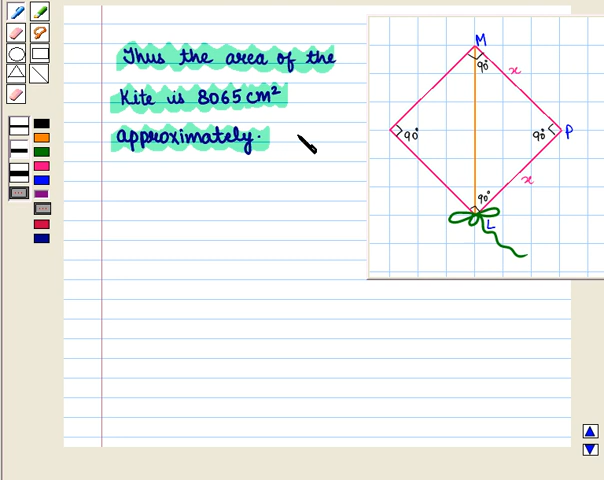 Thus the area of the
Kite is 8065 cm²
approximately.
M
90°
x
90°
90°
P
x
90°
L